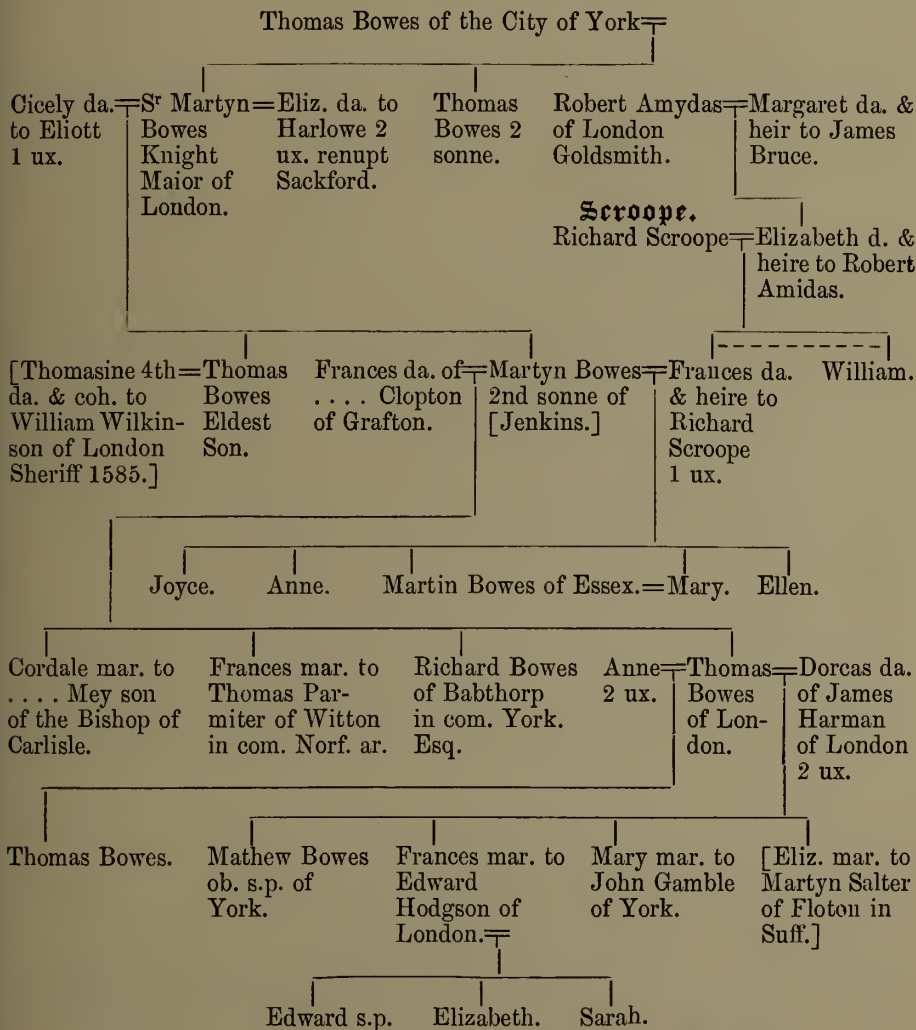 Thomas Bowes of the City of York
Cicely da. to Eliott 1 ux.
Sr Martyn Bowes Knight Maior of London.
Eliz. da. to Harlowe 2 ux. renupt Sackford.
Thomas Bowes 2 sonne.
Robert Amydas of London Goldsmith.
Margaret da. & heir to James Bruce.
Scroope.
Richard Scroope
Elizabeth d. & heire to Robert Amidas.
[Thomasine 4th da. & coh. to William Wilkin-son of London Sheriff 1585.]
Thomas Bowes Eldest Son.
Frances da. of .... Clopton of Grafton.
Martyn Bowes 2nd sonne of [Jenkins.]
Frances da. & heire to Richard Scroope 1 ux.
William.
Joyce.
Anne.
Martin Bowes of Essex.=Mary.
Ellen.
Cordale mar. to .... Mey son of the Bishop of Carlisle.
Frances mar. to Thomas Par-miter of Witton in com. Norf. ar.
Richard Bowes of Babthorp in com. York. Esq.
Anne 2 ux.
Thomas Bowes of Lon-don.
Dorcas da. of James Harman of London 2 ux.
Thomas Bowes.
Mathew Bowes ob. s.p. of York.
Frances mar. to Edward Hodgson of London.
Mary mar. to John Gamble of York.
[Eliz. mar. to Martyn Salter of Floton in Suff.]
Edward s.p.
Elizabeth.
Sarah.